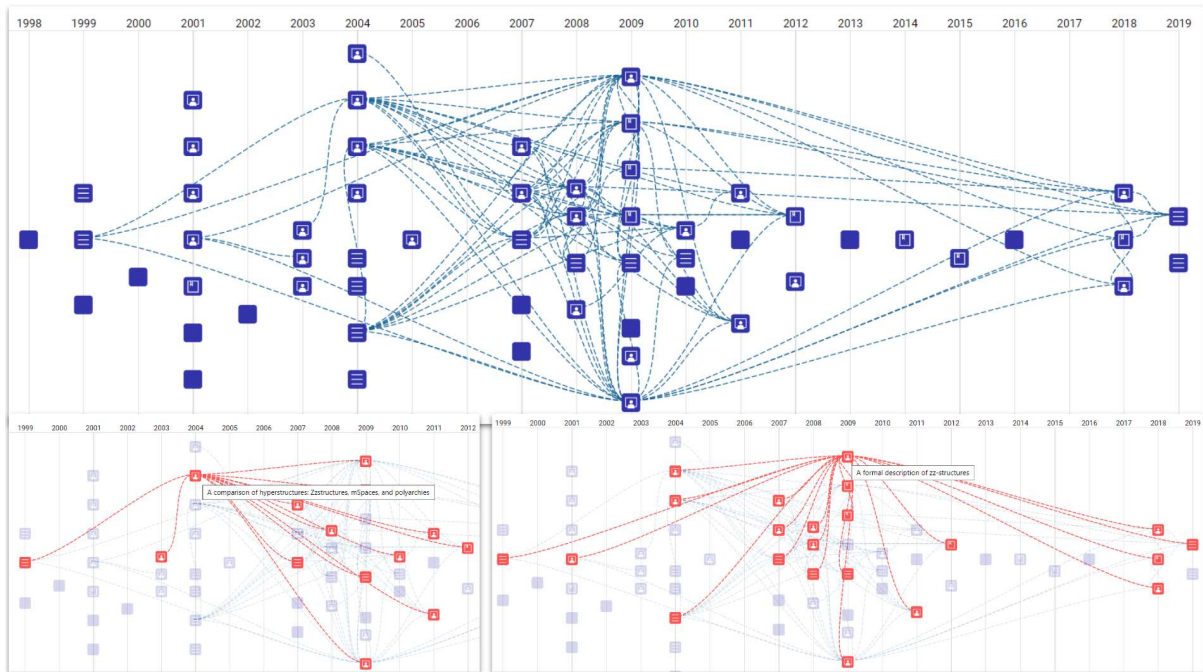 1998 1999 2000 2001 2002 2003 2004 2005 2007 2008 2009 2010 2011 2012 2013 2014 2015 2016 2017 2018 2019
1999 2000 2001 2002 2003 2004 2005 2007 2008 2009 2010 2011 2012
A comparison of hyperstructures: Zzstructures, mSpaces, and polyarchies
1999 2000 2001 2002 2003 2004 2005 2007 2008 2009 2010 2011 2012 2013 2014 2015 2016 2017 2018 2019
A formal description of zz-structures